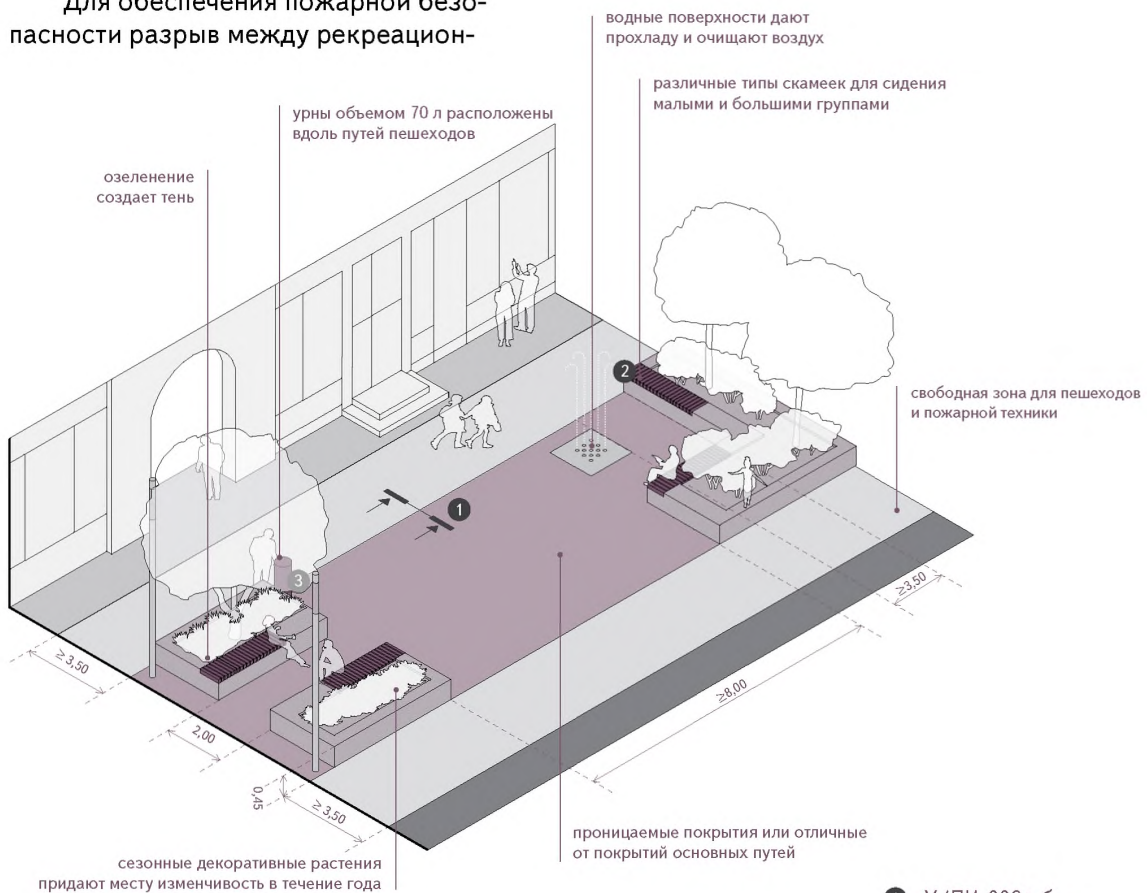 Для обеспечения пожарной безо-
пасности разрыв между рекреацион-
водные поверхности дают
прохладу и очищают воздух
различные типы скамеек для сидения
малыми и большими группами
урны объемом 70 л расположены
вдоль путей пешеходов
озеленение
создает тень
2
свободная зона для пешеходов
и пожарной техники
1
3
≥3,50
≥3,50
≥8,00
2,00
0,45
≥3,50
проницаемые покрытия или отличные
от покрытий основных путей
сезонные декоративные растения
придают месту изменчивость в течение года